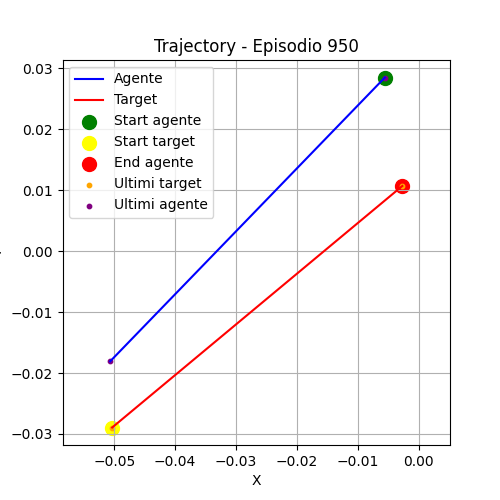 Trajectory - Episodio 950
Agente
Target
Start agente
Start target
End agente
Ultimi target
Ultimi agente
0.03
0.02
0.01
0.00
−0.01
−0.02
−0.03
−0.05 −0.04 −0.03 −0.02 −0.01 0.00
X